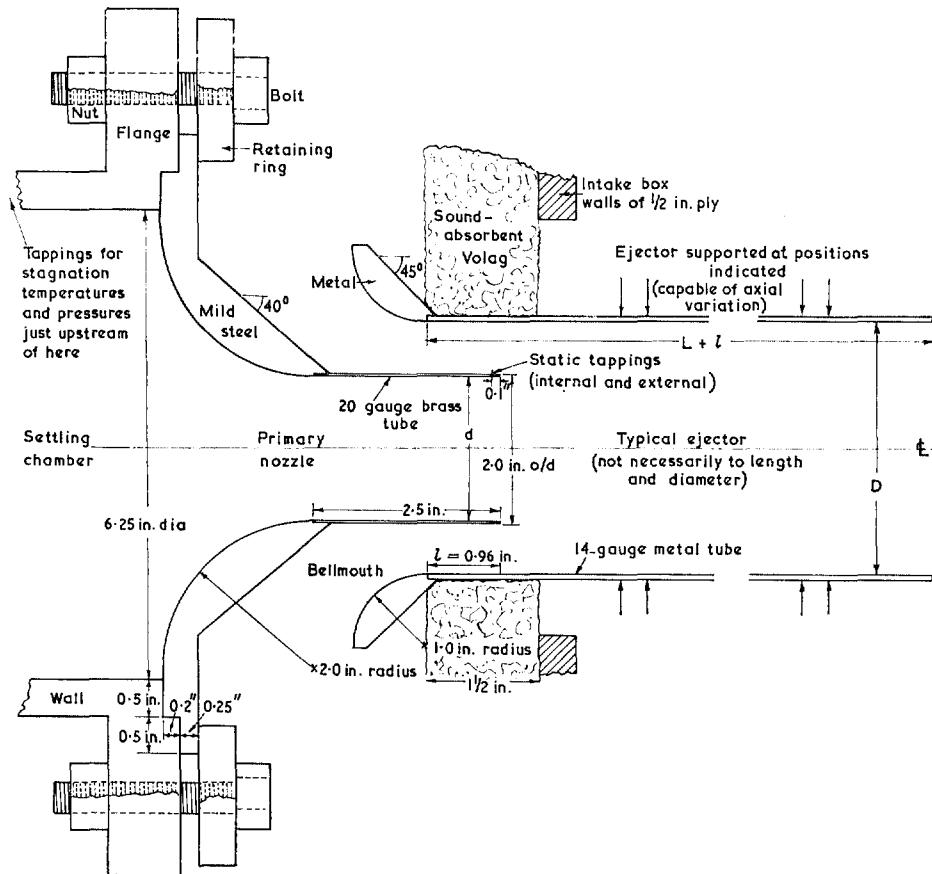 Nut
Bolt
Flange
Retaining
ring
Tappings for
stagnation
temperatures
and pressures
just upstream
of here
40°
Mild
steel
Metal
45°
Sound-
absorbent
Volag
Intake box
walls of 1/2 in. ply
Ejector supported at positions
indicated
(capable of axial
variation)
L + l
Static tappings
(internal and external)
0·1"
20 gauge brass
tube
d
Settling
chamber
Primary
nozzle
2·0 in. o/d
Typical ejector
(not necessarily to length
and diameter)
℄
D
6·25 in. dia
2·5 in.
l = 0·96 in.
14-gauge metal tube
Bellmouth
1·0 in. radius
2·0 in. radius
1 1/2 in.
Wall
0·5 in.
0·2"
0·25"
0·5 in.